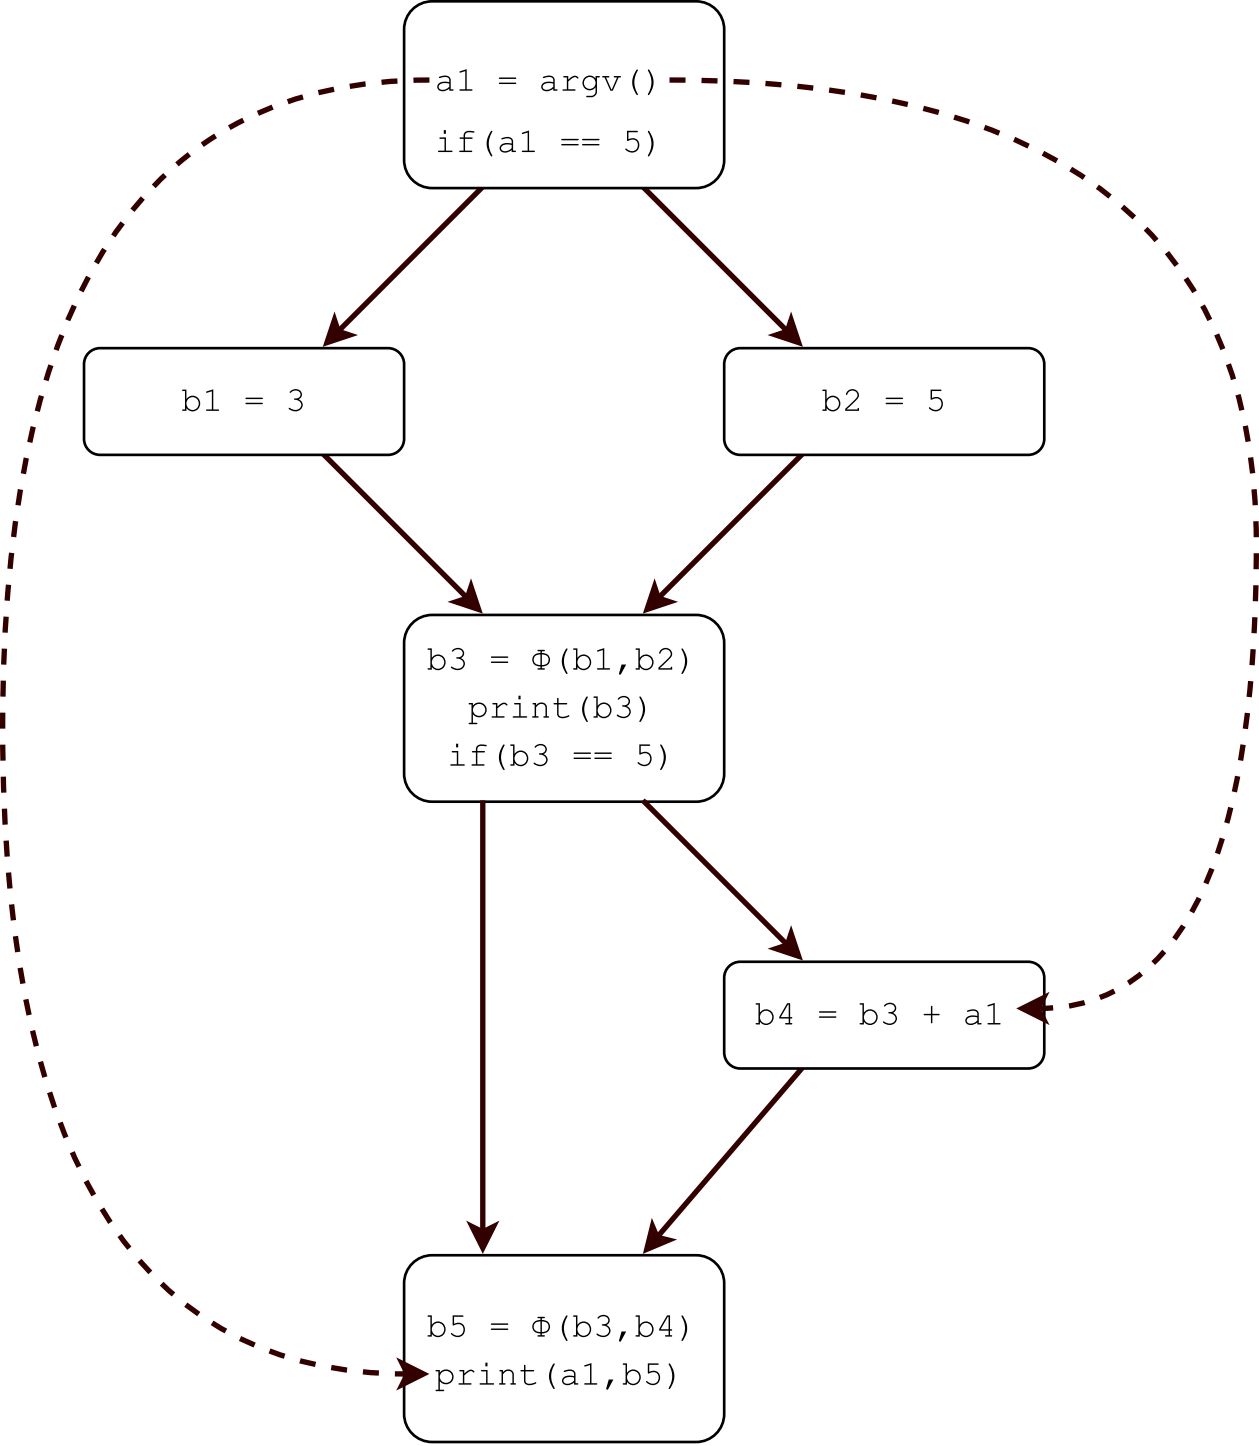 a1 = argv()
if(a1 == 5)
b1 = 3
b2 = 5
b3 = Φ(b1,b2)
print(b3)
if(b3 == 5)
b4 = b3 + a1
b5 = Φ(b3,b4)
print(a1,b5)